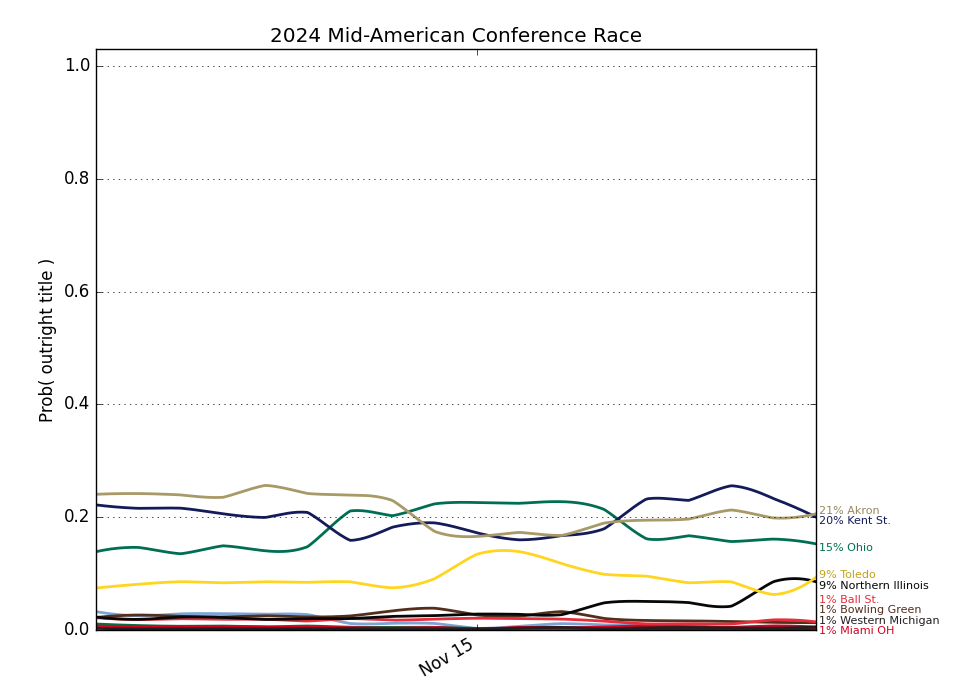 2024 Mid-American Conference Race
Prob( outright title )
1.0
0.8
0.6
0.4
0.2
0.0
Nov 15
21% Akron
20% Kent St.
15% Ohio
9% Toledo
9% Northern Illinois
1% Ball St.
1% Bowling Green
1% Western Michigan
1% Miami OH